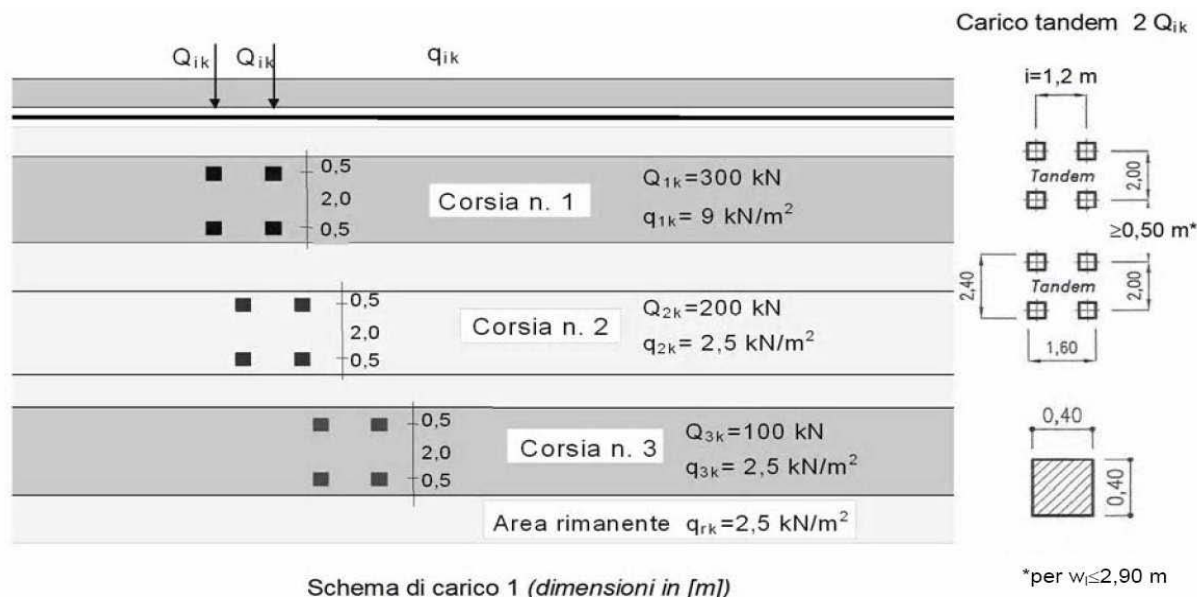 Carico tandem 2 Qik
Qik Qik qik
i=1,2 m
0,5
2,0
0,5
Corsia n. 1
Q1k=300 kN
q1k= 9 kN/m²
Tandem
2,00
≥0,50 m*
0,5
2,0
0,5
Corsia n. 2
Q2k=200 kN
q2k= 2,5 kN/m²
2,40
Tandem
2,00
1,60
0,5
2,0
0,5
Corsia n. 3
Q3k=100 kN
q3k= 2,5 kN/m²
0,40
0,40
Area rimanente qrk=2,5 kN/m²
Schema di carico 1 (dimensioni in [m])
*per wl≤2,90 m